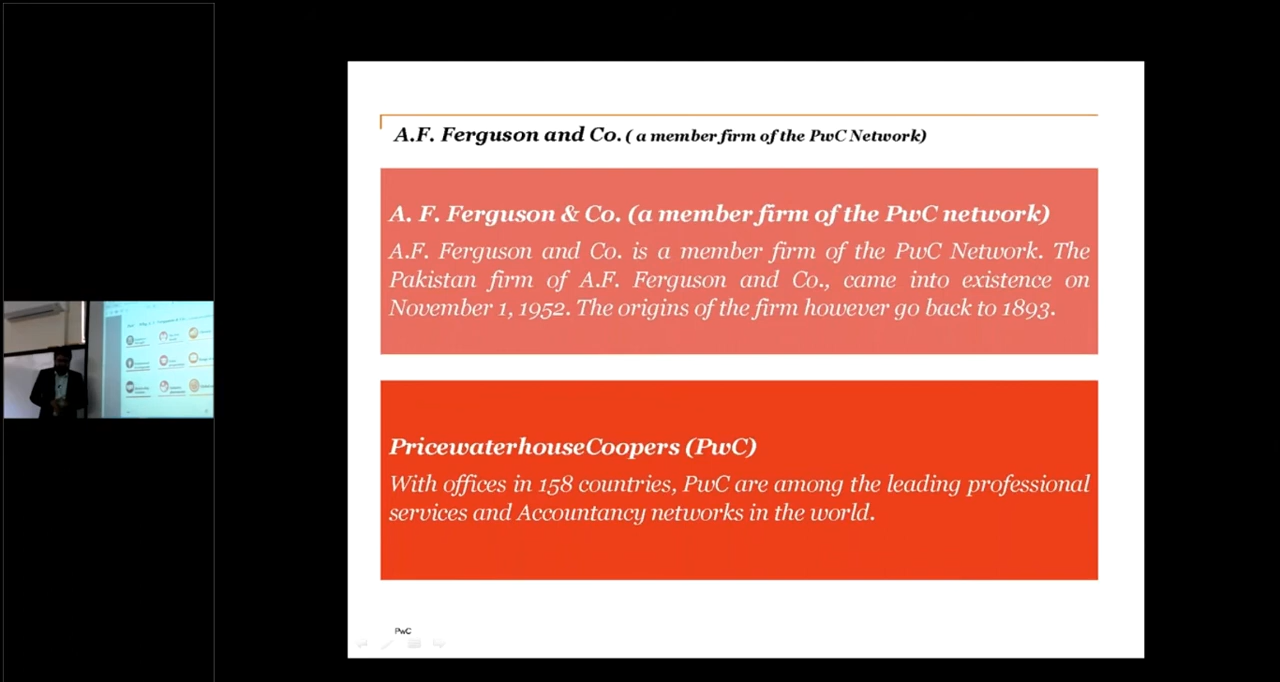 A.F. Ferguson and Co. ( a member firm of the PwC Network)
A. F. Ferguson & Co. (a member firm of the PwC network)
A.F. Ferguson and Co. is a member firm of the PwC Network. The
Pakistan firm of A.F. Ferguson and Co., came into existence on
November 1, 1952. The origins of the firm however go back to 1893.
PricewaterhouseCoopers (PwC)
With offices in 158 countries, PwC are among the leading professional
services and Accountancy networks in the world.
PwC